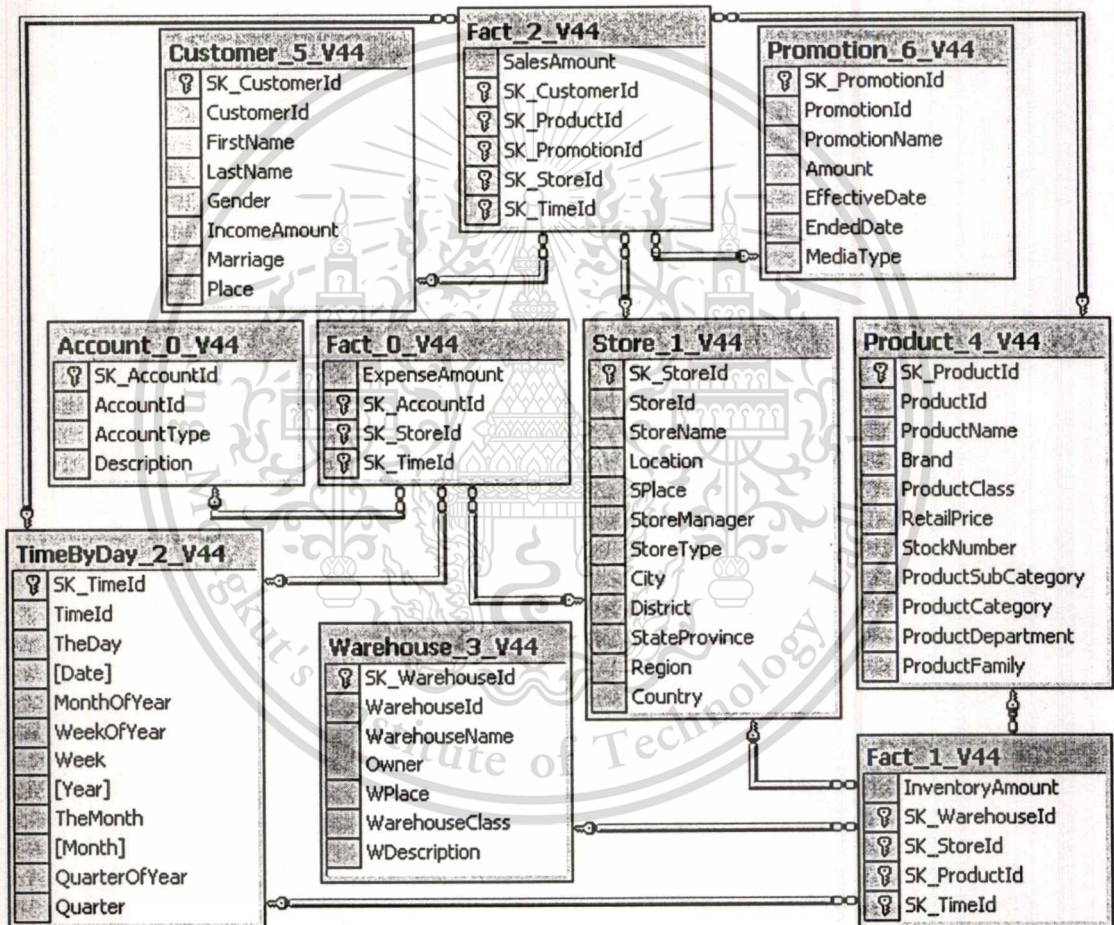 Fact_2_V44
SalesAmount
SK_CustomerId
SK_ProductId
SK_PromotionId
SK_StoreId
SK_TimeId
Customer_5_V44
SK_CustomerId
CustomerId
FirstName
LastName
Gender
IncomeAmount
Marriage
Place
Promotion_6_V44
SK_PromotionId
PromotionId
PromotionName
Amount
EffectiveDate
EndedDate
MediaType
Account_0_V44
SK_AccountId
AccountId
AccountType
Description
Fact_0_V44
ExpenseAmount
SK_AccountId
SK_StoreId
SK_TimeId
Store_1_V44
SK_StoreId
StoreId
StoreName
Location
SPlace
StoreManager
StoreType
City
District
StateProvince
Region
Country
Product_4_V44
SK_ProductId
ProductId
ProductName
Brand
ProductClass
RetailPrice
StockNumber
ProductSubCategory
ProductCategory
ProductDepartment
ProductFamily
TimeByDay_2_V44
SK_TimeId
TimeId
TheDay
[Date]
MonthOfYear
WeekOfYear
Week
[Year]
TheMonth
[Month]
QuarterOfYear
Quarter
Warehouse_3_V44
SK_WarehouseId
WarehouseId
WarehouseName
Owner
WPlace
WarehouseClass
WDescription
Fact_1_V44
InventoryAmount
SK_WarehouseId
SK_StoreId
SK_ProductId
SK_TimeId
of Technology